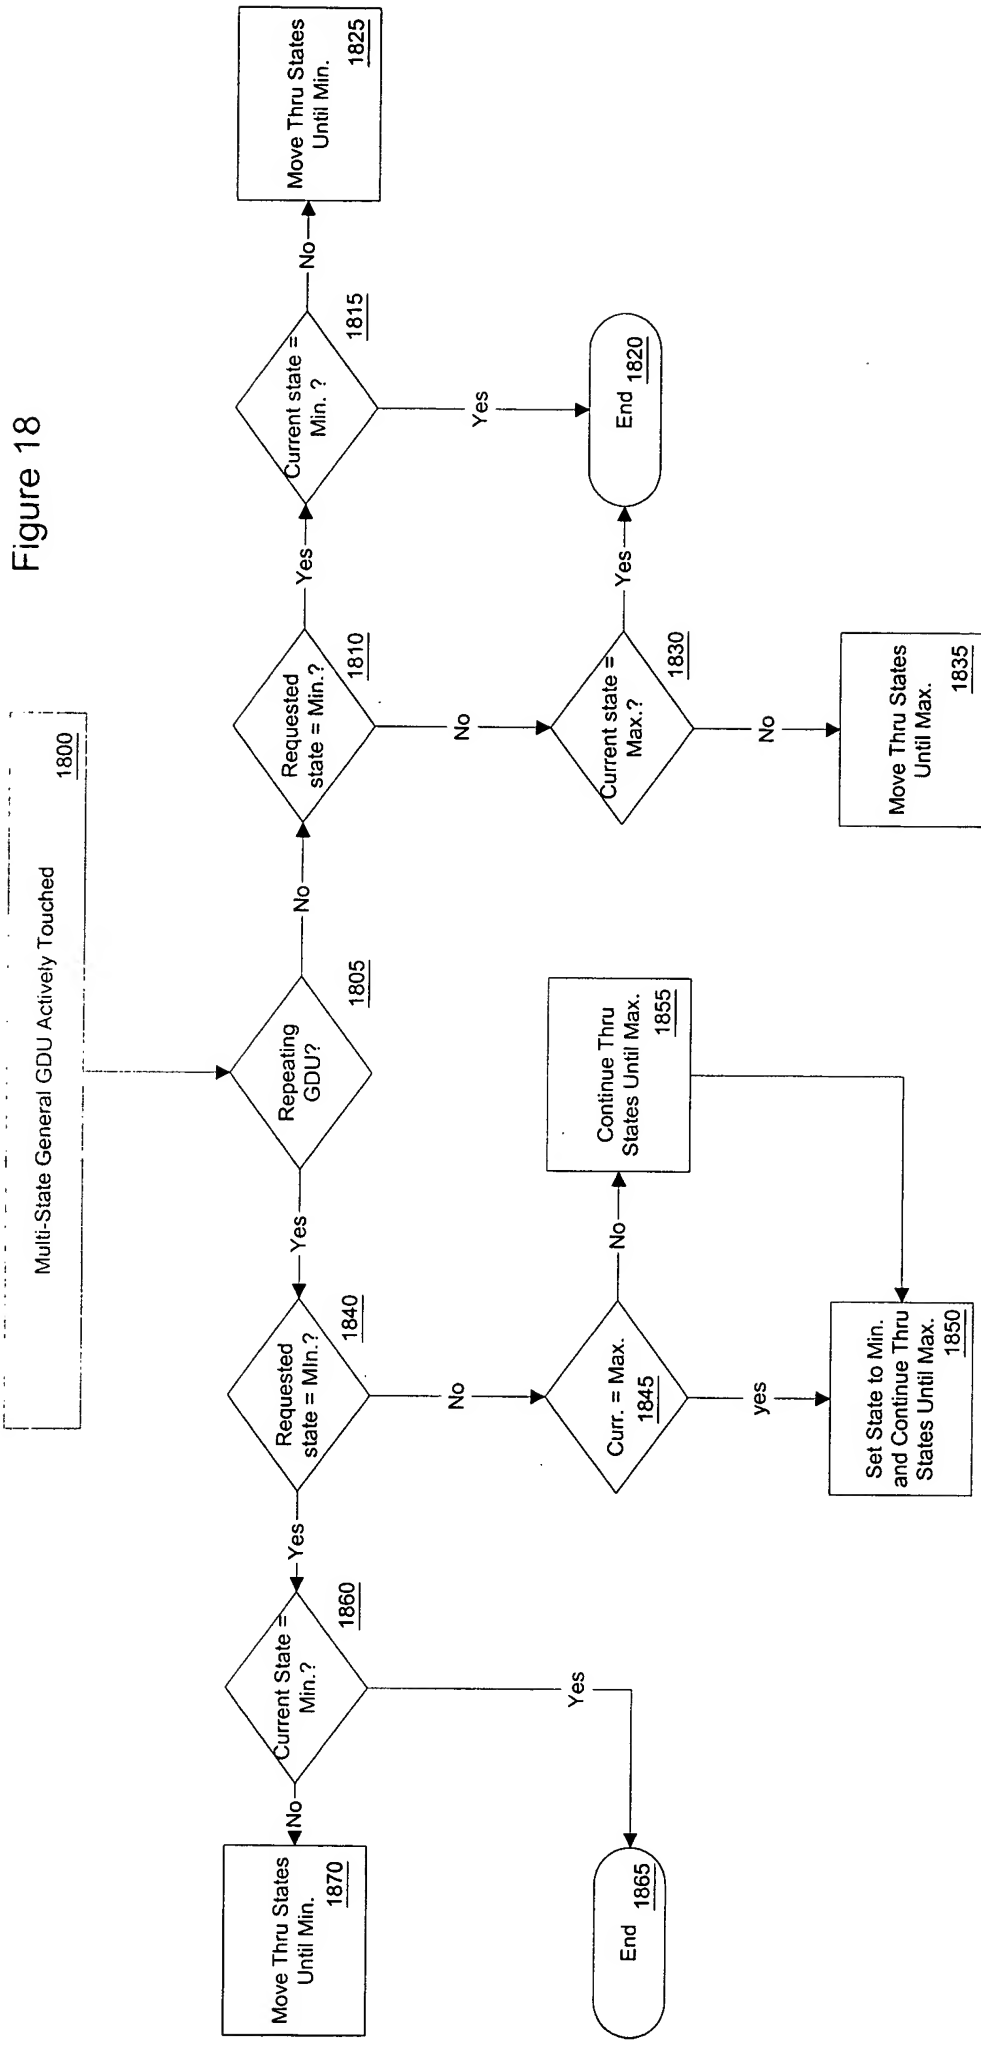 Figure 18
Multi-State General GDU Actively Touched
1800
Repeating
GDU?
1805
No
Yes
Requested
state = Min.?
1810
Yes
No
Current state =
Min. ?
1815
No
Yes
Move Thru States
Until Min.
1825
End 1820
Current state =
Max.?
1830
Yes
No
Move Thru States
Until Max.
1835
Requested
state = MIn.?
1840
Yes
No
Curr. = Max.
1845
No
yes
Continue Thru
States Until Max.
1855
Set State to Min.
and Continue Thru
States Until Max.
1850
Current State =
Min.?
1860
No
Yes
Move Thru States
Until Min.
1870
End 1865